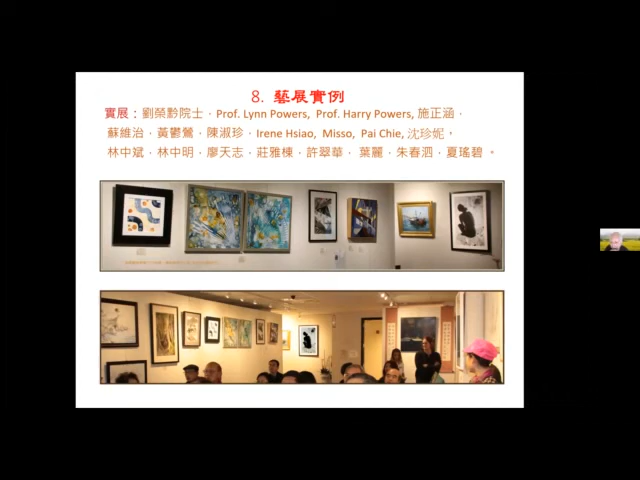 8. 藝展實例
實展：劉榮黔院士．Prof. Lynn Powers, Prof. Harry Powers, 施正涵．
蘇維治．黃鬱鶯．陳淑珍．Irene Hsiao, Misso, Pai Chie, 沈珍妮，
林中斌．林中明．廖天志．莊雅棟．許翠華． 葉麗．朱春泗．夏瑤碧 。